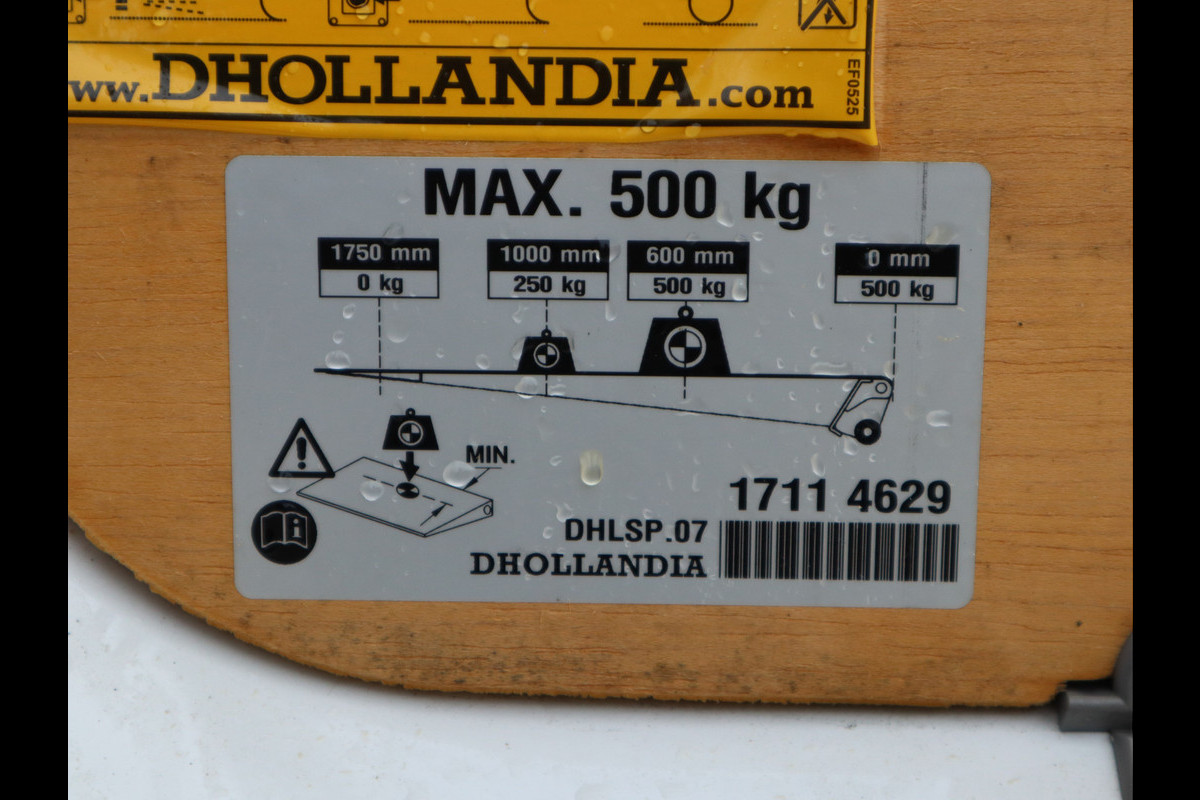 www.DHOLLANDIA.com
EF0525
MAX. 500 kg
1750 mm
0 kg
1000 mm
250 kg
600 mm
500 kg
0 mm
500 kg
MIN.
1711 4629
DHLSP.07
DHOLLANDIA